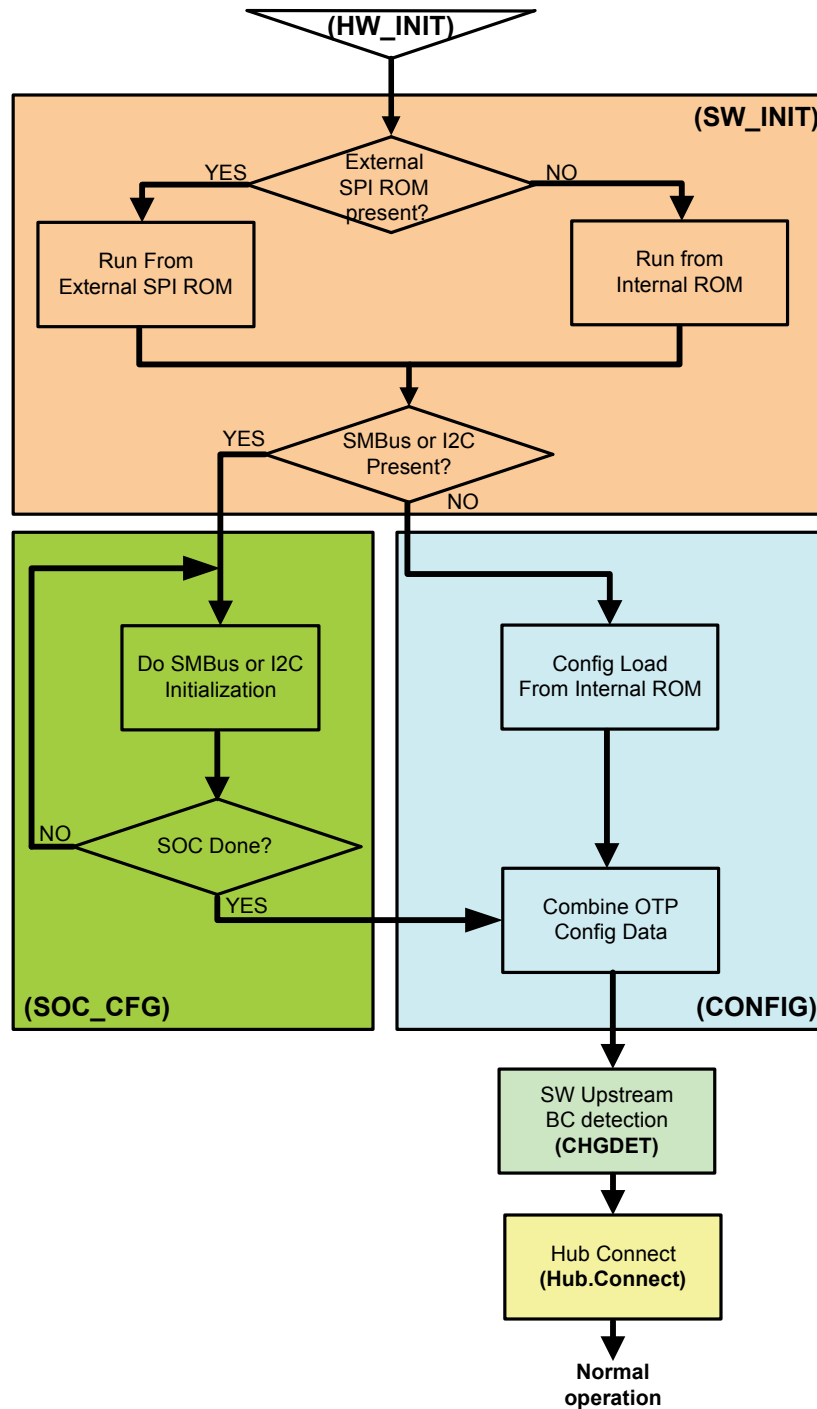 (HW_INIT)
(SW_INIT)
External
SPI ROM
present?
YES
NO
Run From
External SPI ROM
Run from
Internal ROM
SMBus or I2C
Present?
YES
NO
Do SMBus or I2C
Initialization
Config Load
From Internal ROM
SOC Done?
NO
YES
Combine OTP
Config Data
(SOC_CFG)
(CONFIG)
SW Upstream
BC detection
(CHGDET)
Hub Connect
(Hub.Connect)
Normal
operation